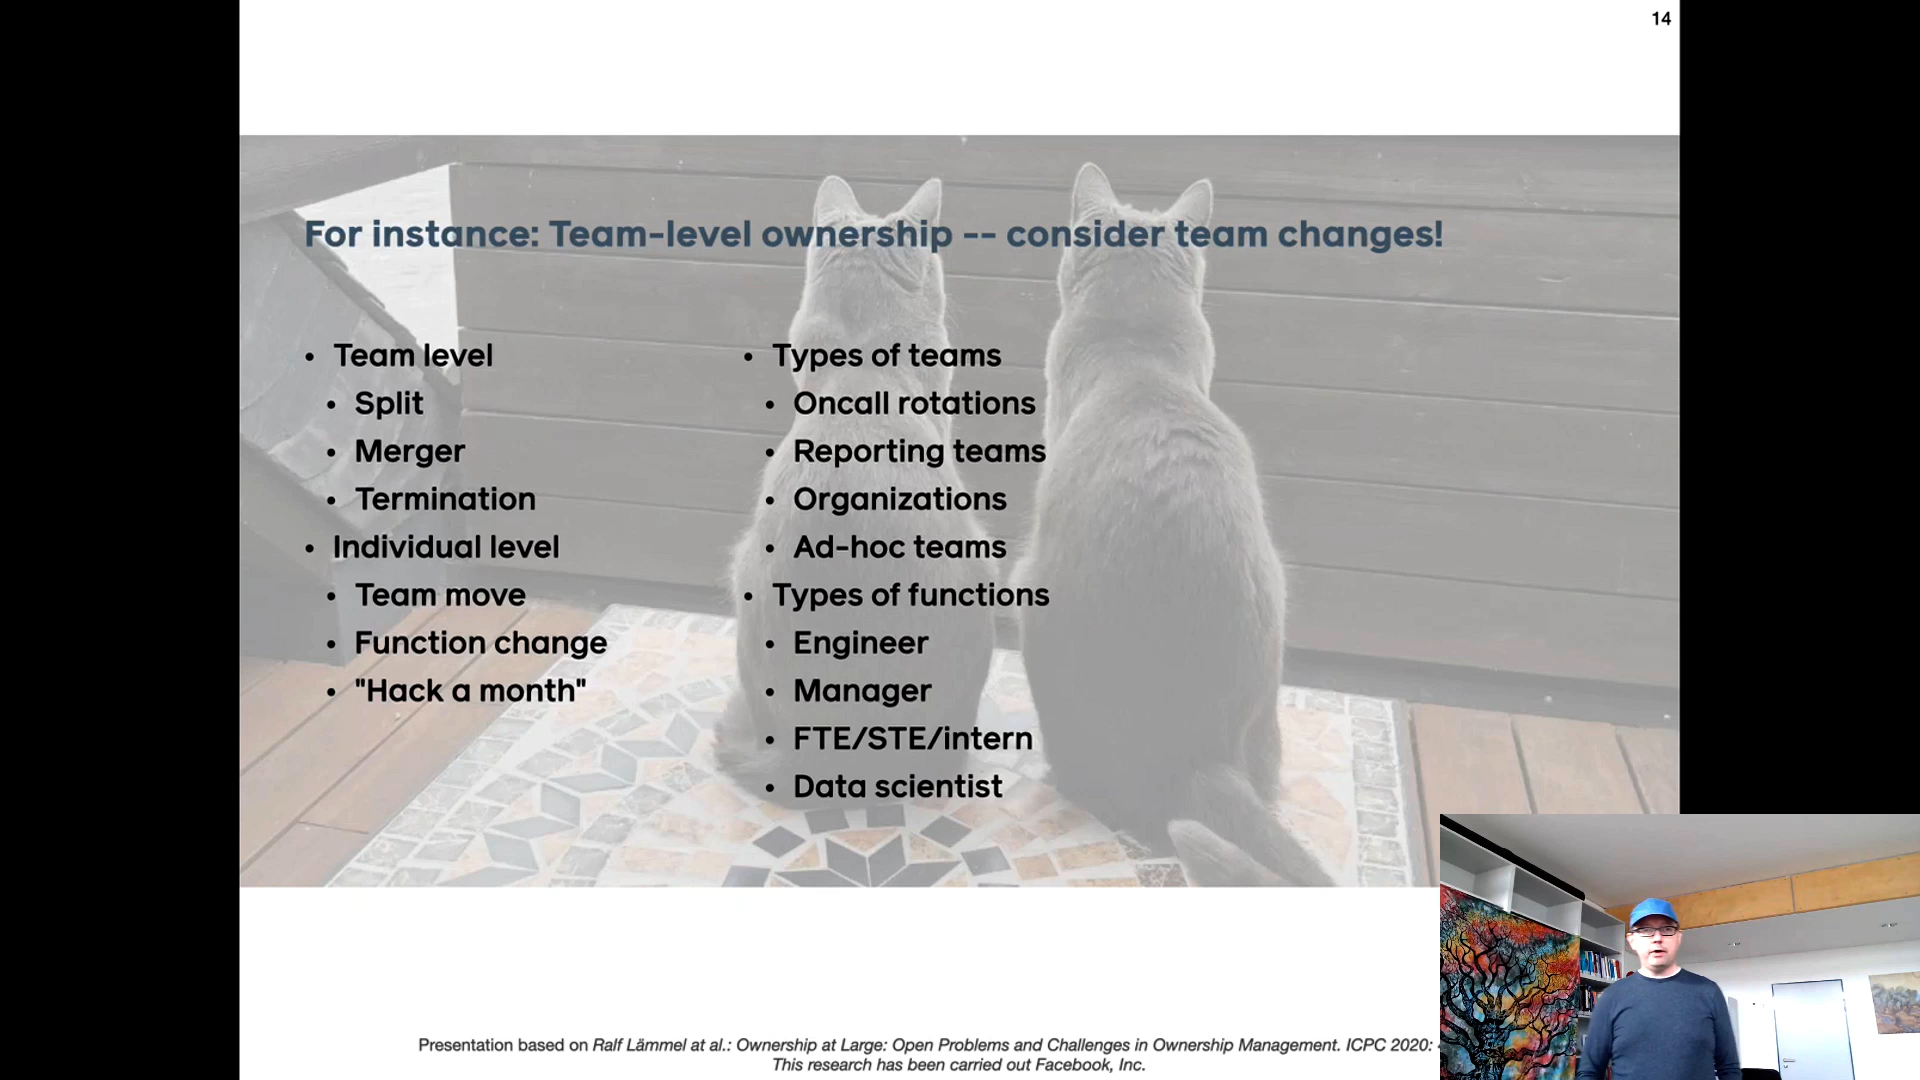 14
For instance: Team-level ownership -- consider team changes!
• Team level
• Split
• Merger
• Termination
• Individual level
• Team move
• Function change
• "Hack a month"
• Types of teams
• Oncall rotations
• Reporting teams
• Organizations
• Ad-hoc teams
• Types of functions
• Engineer
• Manager
• FTE/STE/intern
• Data scientist
Presentation based on Ralf Lämmel at al.: Ownership at Large: Open Problems and Challenges in Ownership Management. ICPC 2020:
This research has been carried out Facebook, Inc.